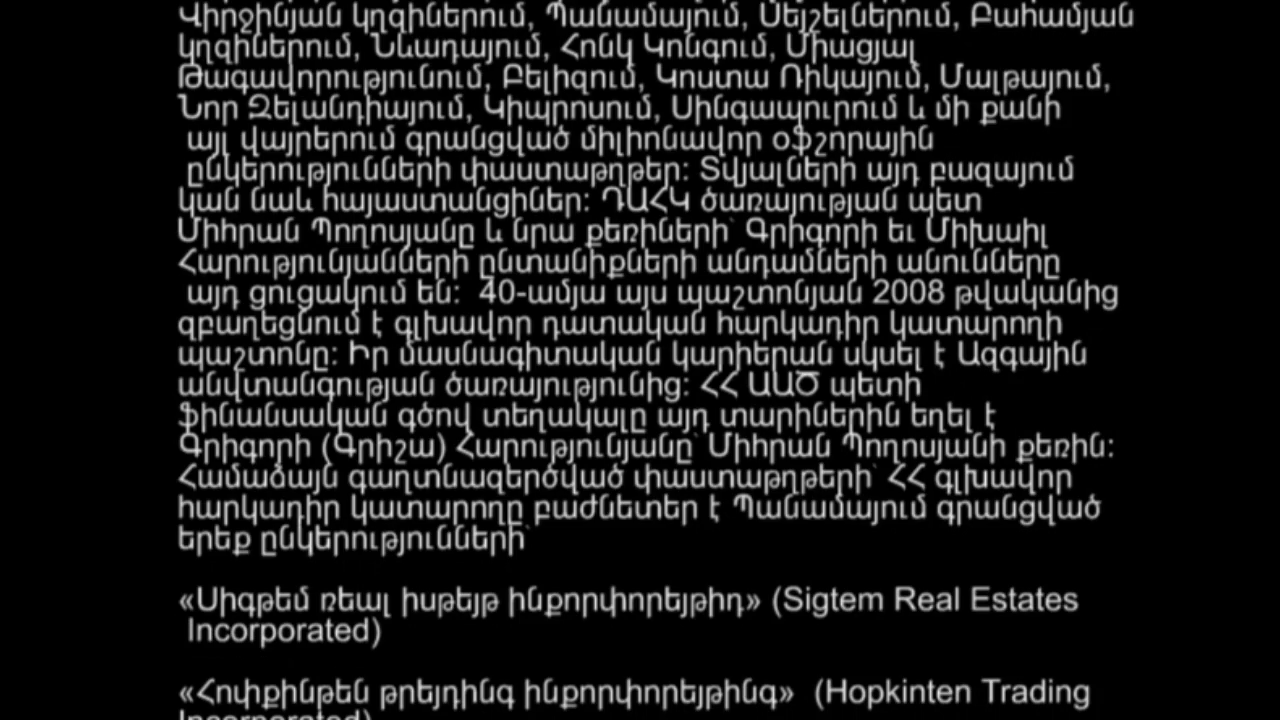 Վիրջինյան կղզիներում, Պանամայում, Սեյշելներում, Բահամյան
կղզիներում, Նևադայում, Հոնկ Կոնգում, Միացյալ
Թագավորությունում, Բելիզում, Կոստա Ռիկայում, Մալթայում,
Նոր Զելանդիայում, Կիպրոսում, Սինգապուրում և մի քանի
այլ վայրերում գրանցված միլիոնավոր օֆշորային
ընկերությունների փաստաթղթեր: Տվյալների այդ բազայում
կան նաև հայաստանցիներ: ԴԱՀԿ ծառայության պետ
Միհրան Պողոսյանը և նրա քեռիների՝ Գրիգորի եւ Միխաիլ
Հարությունյանների ընտանիքների անդամների անունները
այդ ցուցակում են:  40-ամյա այս պաշտոնյան 2008 թվականից
զբաղեցնում է գլխավոր դատական հարկադիր կատարողի
պաշտոնը: Իր մասնագիտական կարիերան սկսել է Ազգային
անվտանգության ծառայությունից: ՀՀ ԱԱԾ պետի
ֆինանսական գծով տեղակալը այդ տարիներին եղել է
Գրիգորի (Գրիշա) Հարությունյանը՝ Միհրան Պողոսյանի քեռին:
Համաձայն գաղտնազերծված փաստաթղթերի՝ ՀՀ գլխավոր
հարկադիր կատարողը բաժնետեր է Պանամայում գրանցված
երեք ընկերությունների՝
«Սիգթեմ ռեալ իսթեյթ ինքորփորեյթիդ» (Sigtem Real Estates
Incorporated)
«Հոփքինթեն թրեյդինգ ինքորփորեյթինգ»  (Hopkinten Trading
Incorporated)